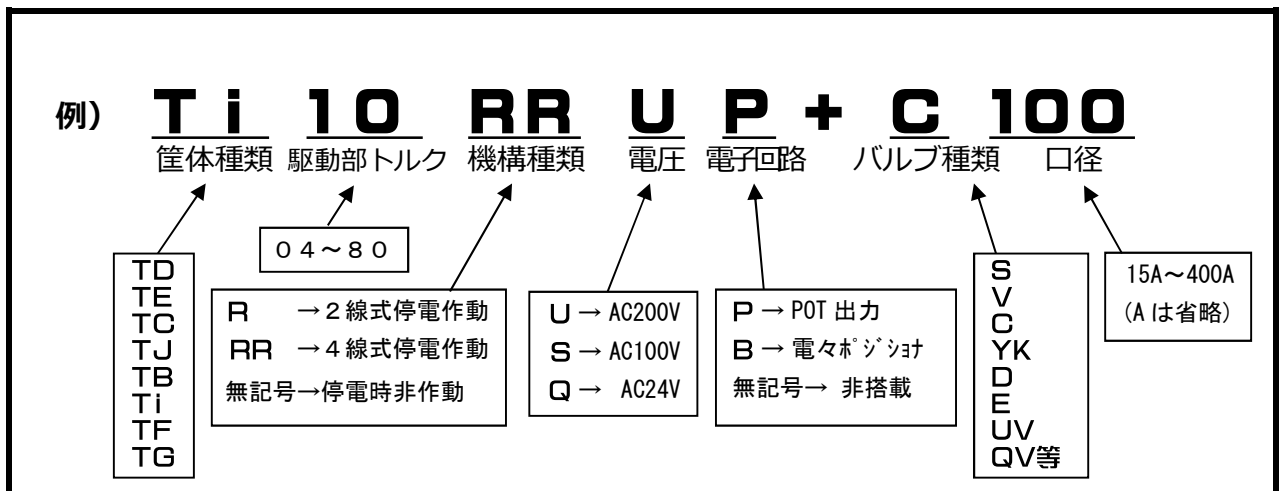 例) Ti 10 RR U P + C 100
筐体種類 駆動部トルク 機構種類 電圧 電子回路 バルブ種類 口径
TD
TE
TC
TJ
TB
Ti
TF
TG
04～80
R →2線式停電作動
RR →4線式停電作動
無記号→停電時非作動
U→ AC200V
S→ AC100V
Q→ AC24V
P→ POT 出力
B→ 電々ﾎﾟｼﾞｼｮﾅ
無記号→ 非搭載
S
V
C
YK
D
E
UV
QV等
15A～400A
(A は省略)